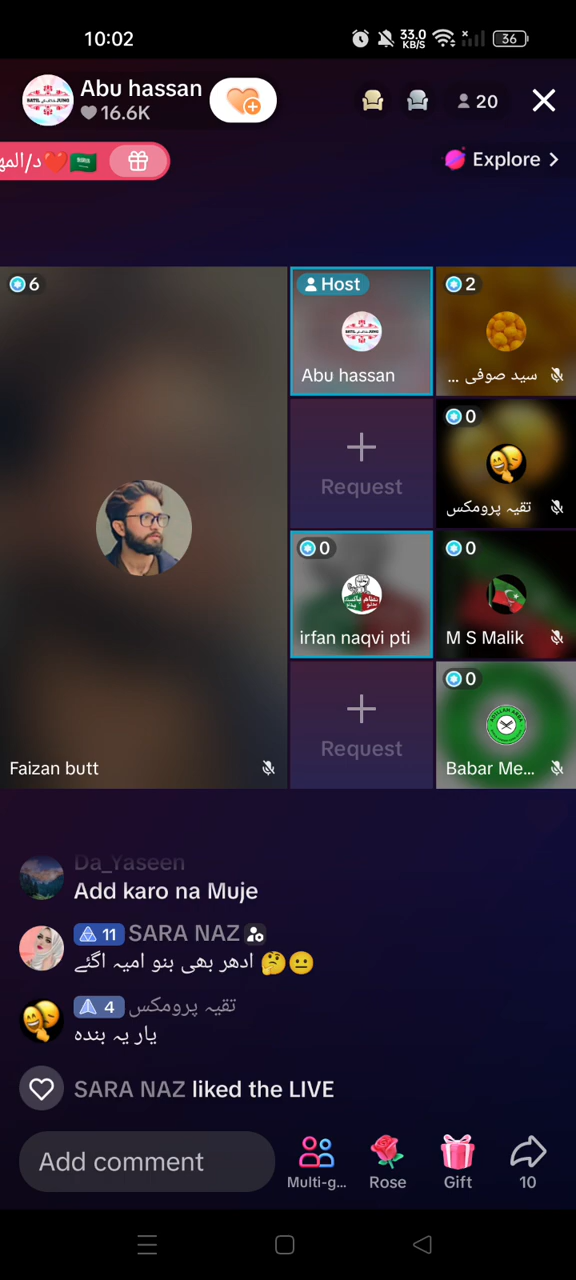 10:02
33.0
KB/S
36
BATIL JUNG
Abu hassan
16.6K
20
د/المه❤️🇸🇦
Explore >
6
Host
Abu hassan
2
سید صوفی ...
Request
0
تقیہ پرومکس
0
irfan naqvi pti
0
M S Malik
Request
0
Babar Me...
Faizan butt
Da_Yaseen
Add karo na Muje
11 SARA NAZ
ادھر بھی بنو امیہ اگئے 🤔😐
4 تقیہ پرومکس
یار یہ بندہ
SARA NAZ liked the LIVE
Add comment
Multi-g...
Rose
Gift
10